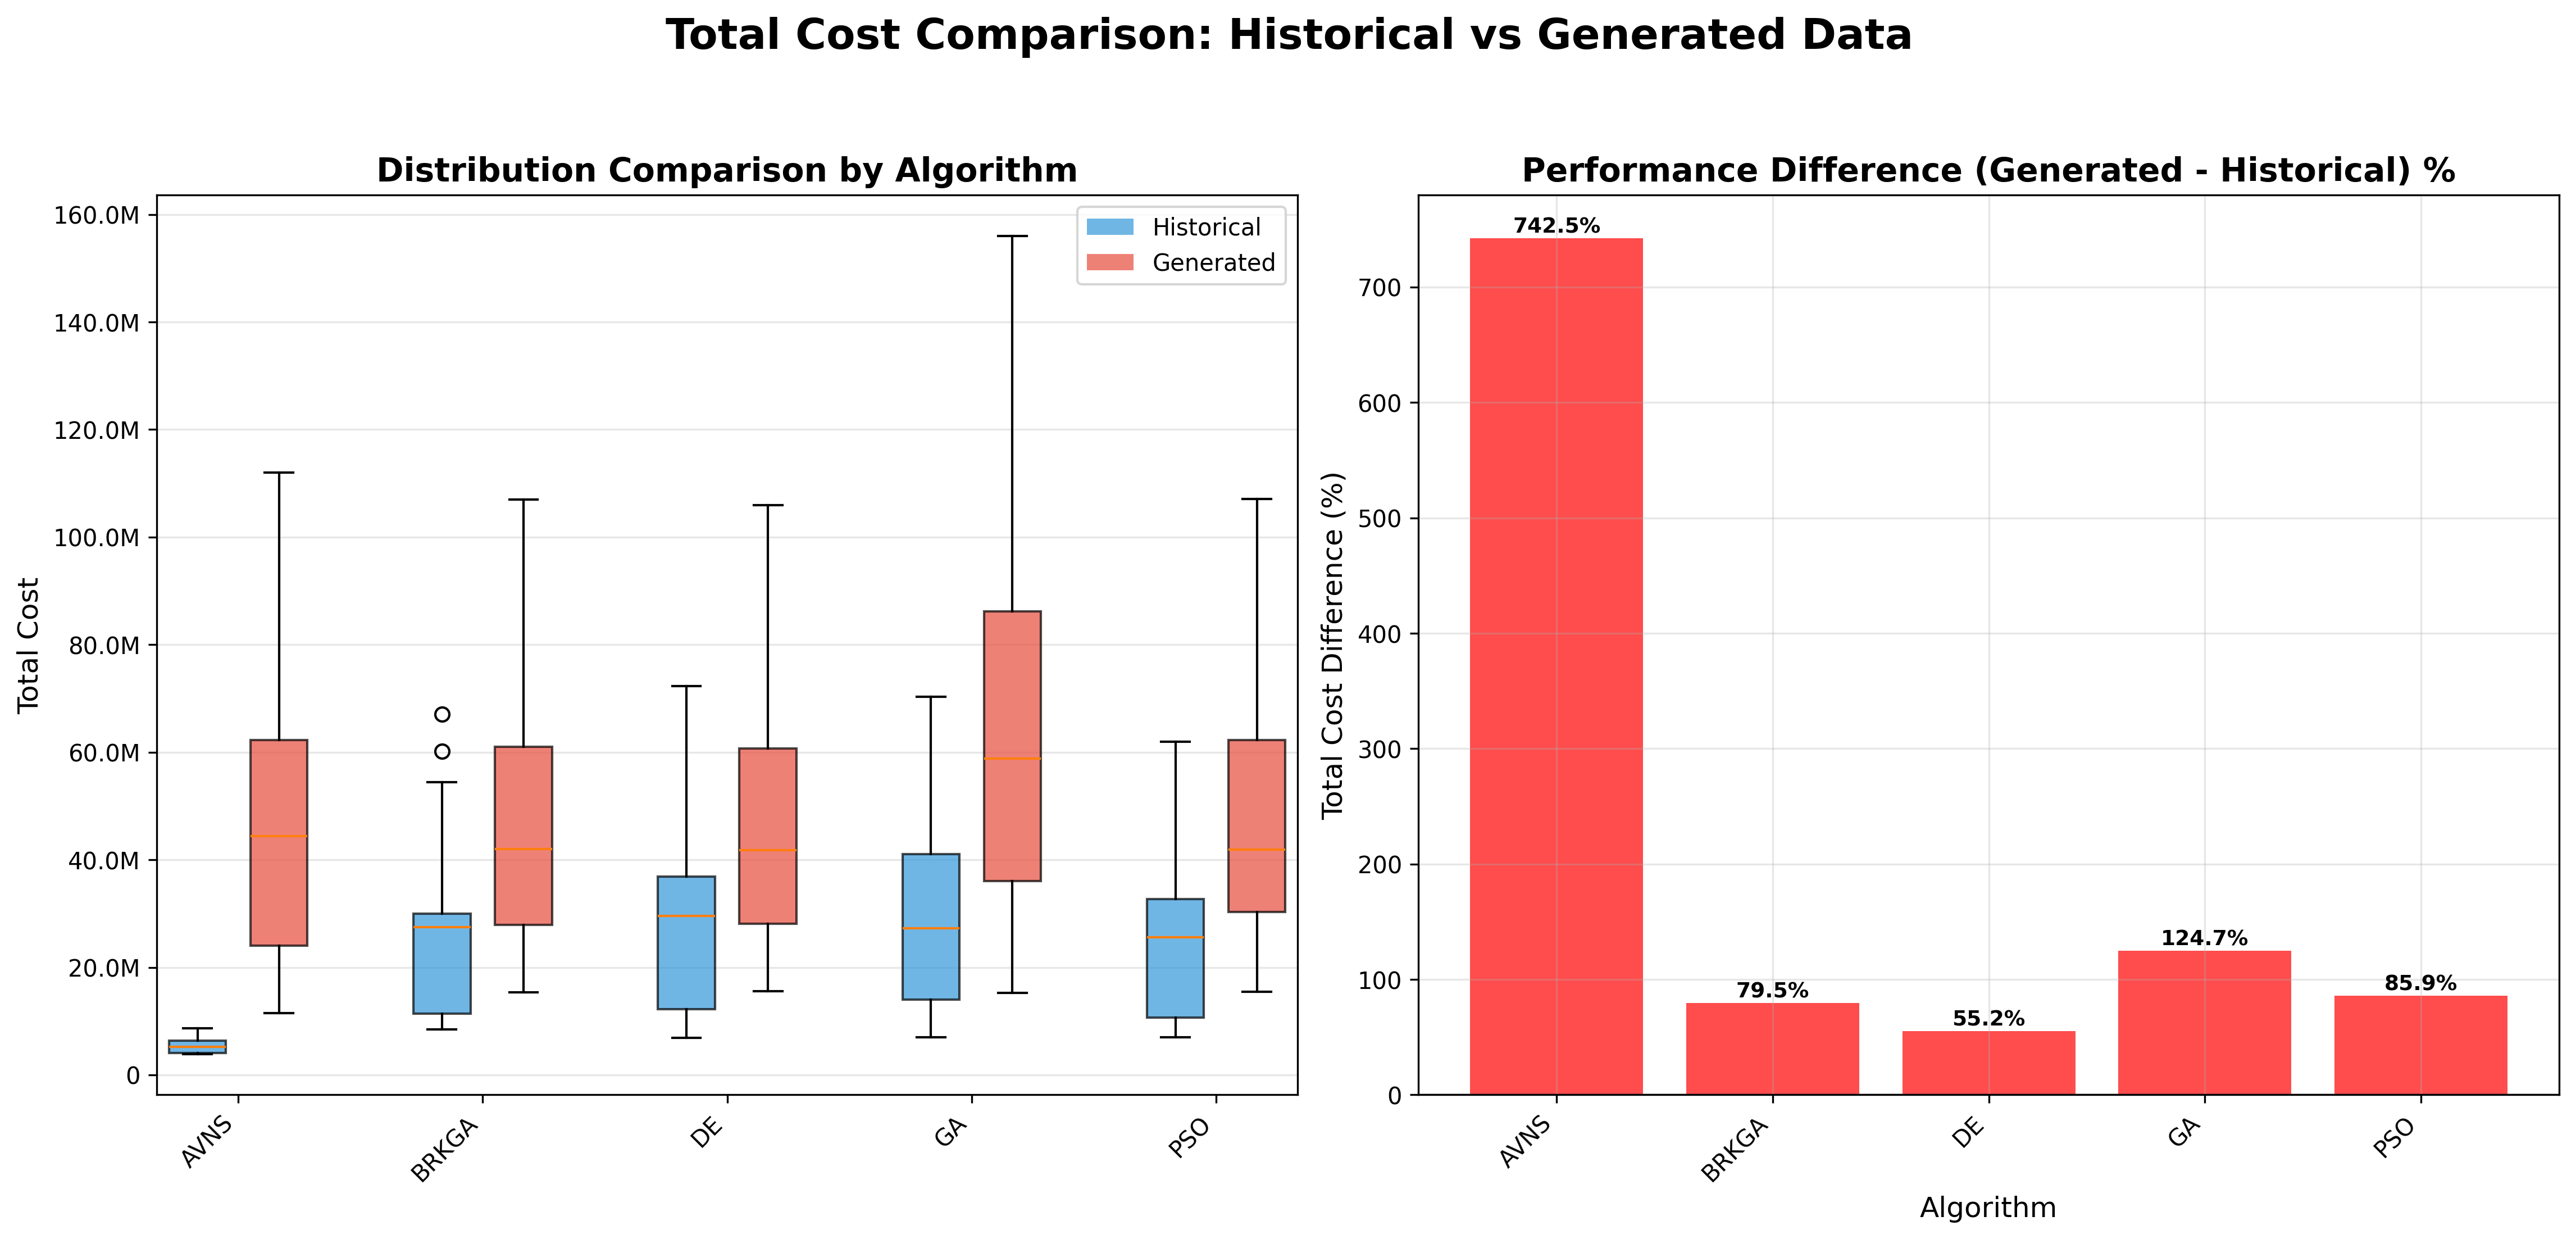 Total Cost Comparison: Historical vs Generated Data
Distribution Comparison by Algorithm
Total Cost
160.0M
140.0M
120.0M
100.0M
80.0M
60.0M
40.0M
20.0M
0
Historical
Generated
AVNS
BRKGA
DE
GA
PSO
Performance Difference (Generated - Historical) %
Total Cost Difference (%)
700
600
500
400
300
200
100
0
742.5%
79.5%
55.2%
124.7%
85.9%
AVNS
BRKGA
DE
GA
PSO
Algorithm